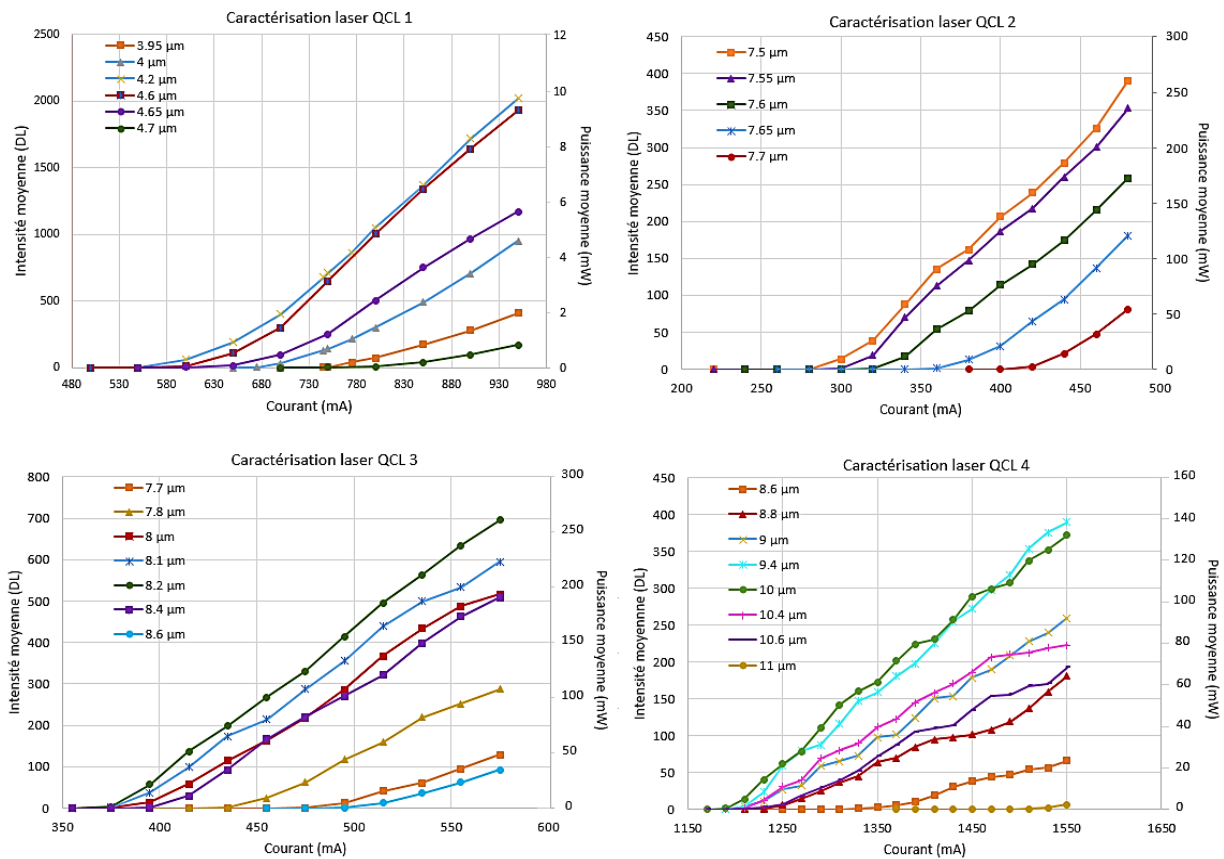 Caractérisation laser QCL 1
2500
2000
1500
1000
500
0
Intensité moyenne (DL)
3.95 µm
4 µm
4.2 µm
4.6 µm
4.65 µm
4.7 µm
12
10
8
6
4
2
0
Puissance moyenne (mW)
480 530 580 630 680 730 780 830 880 930 980
Courant (mA)
Caractérisation laser QCL 2
450
400
350
300
250
200
150
100
50
0
Intensité moyenne (DL)
7.5 µm
7.55 µm
7.6 µm
7.65 µm
7.7 µm
300
250
200
150
100
50
0
Puissance moyenne (mW)
200 250 300 350 400 450 500
Courant (mA)
Caractérisation laser QCL 3
800
700
600
500
400
300
200
100
0
Intensité moyenne (DL)
7.7 µm
7.8 µm
8 µm
8.1 µm
8.2 µm
8.4 µm
8.6 µm
300
250
200
150
100
50
0
Puissance moyenne (mW)
350 400 450 500 550 600
Courant (mA)
Caractérisation laser QCL 4
450
400
350
300
250
200
150
100
50
0
Intensité moyennne (DL)
8.6 µm
8.8 µm
9 µm
9.4 µm
10 µm
10.4 µm
10.6 µm
11 µm
160
140
120
100
80
60
40
20
0
Puissance moyenne (mW)
1150 1250 1350 1450 1550 1650
Courant (mA)